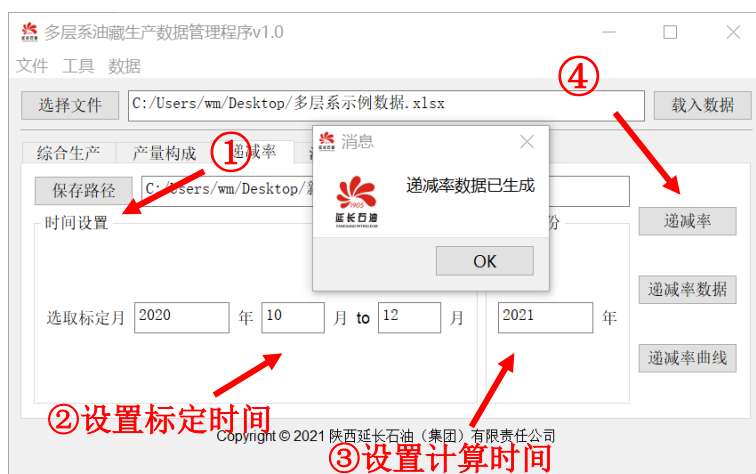 多层系油藏生产数据管理程序v1.0
文件 工具 数据
④
选择文件 C:/Users/wm/Desktop/多层系示例数据.xlsx 载入数据
综合生产 产量构成 ① 递减率
消息
保存路径 C:/Users/wm/Desktop/
1905
延长石油
YANCHANG PETROLEUM
递减率数据已生成
OK
时间设置 份 递减率
递减率数据
选取标定月 2020 年 10 月 to 12 月 2021 年
递减率曲线
②设置标定时间
Copyright © 2021 陕西延长石油（集团）有限责任公司
③设置计算时间